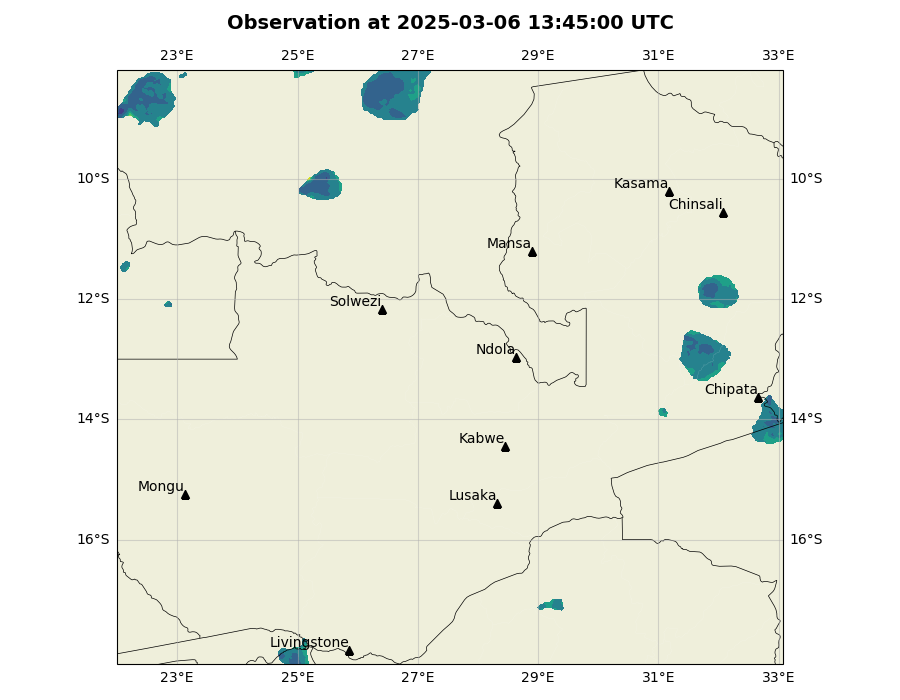 Observation at 2025-03-06 13:45:00 UTC
23°E 25°E 27°E 29°E 31°E 33°E
10°S 10°S
Kasama
Chinsali
Mansa
12°S 12°S
Solwezi
Ndola
Chipata
14°S 14°S
Kabwe
Mongu
Lusaka
16°S 16°S
Livingstone
23°E 25°E 27°E 29°E 31°E 33°E